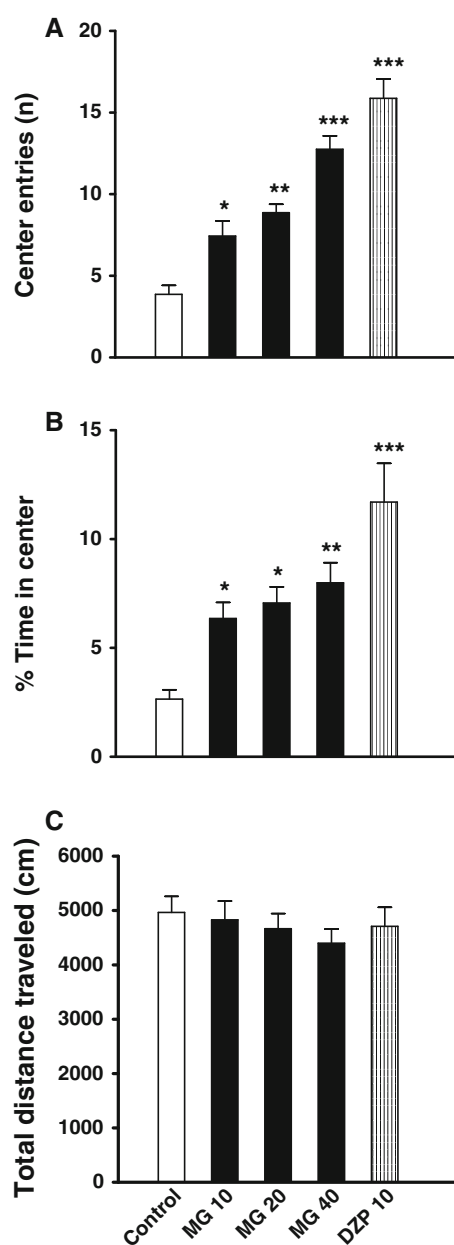 A
Center entries (n)
20
15
10
5
0
*
**
***
***
B
% Time in center
15
10
5
0
*
*
**
***
C
Total distance traveled (cm)
6000
5000
4000
3000
2000
1000
0
Control
MG 10
MG 20
MG 40
DZP 10